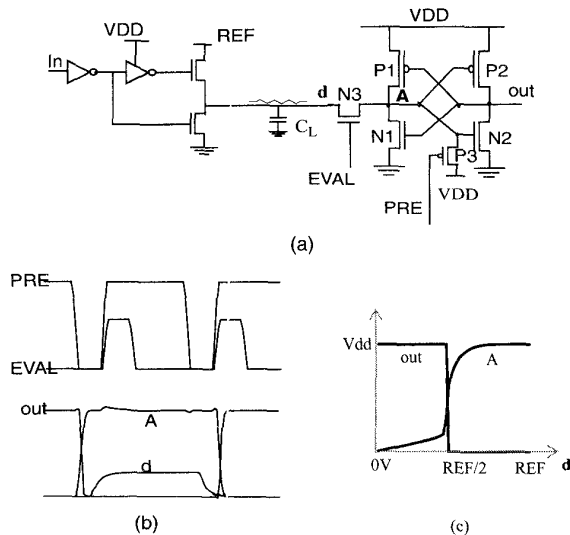 VDD
REF
VDD
In
P1
P2
d
N3
A
out
C_L
N1
N2
P3
EVAL
VDD
PRE
(a)
PRE
EVAL
out
A
d
(b)
Vdd
out
A
0V
REF/2
REF
d
(c)